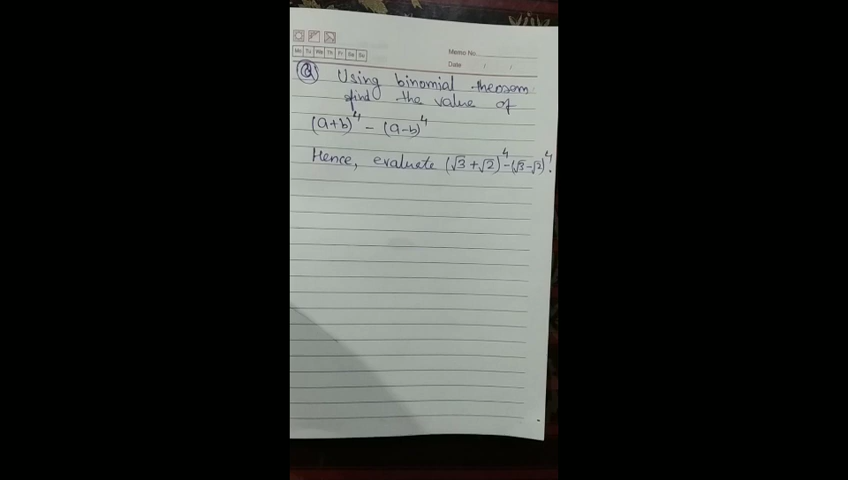 Mo Tu We Th Fr Sa Su
Memo No.
Date / /
Q Using binomial theorem
find the value of
(a+b)⁴ - (a-b)⁴
Hence, evaluate (√3+√2)⁴-(√3-√2)⁴.